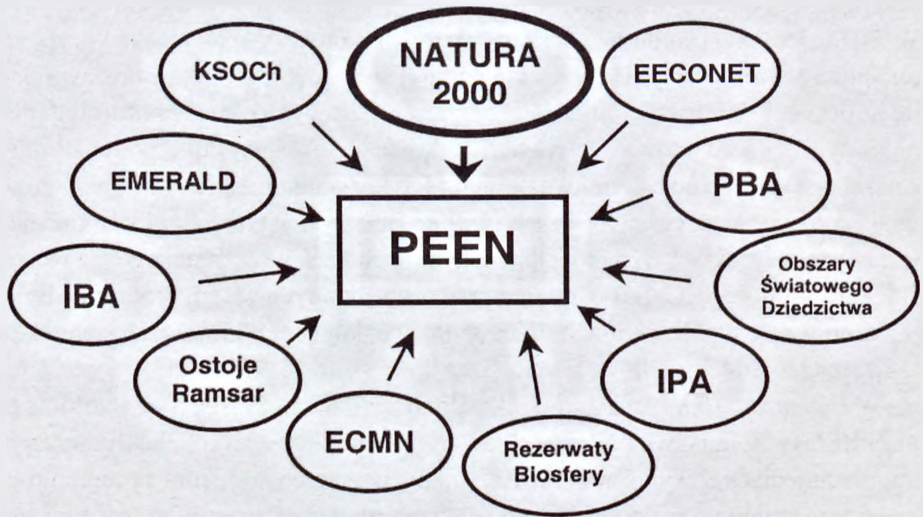 KSOCh
NATURA
2000
EECONET
EMERALD
PBA
PEEN
IBA
Obszary
Światowego
Dziedzictwa
Ostoje
Ramsar
IPA
ECMN
Rezerwaty
Biosfery